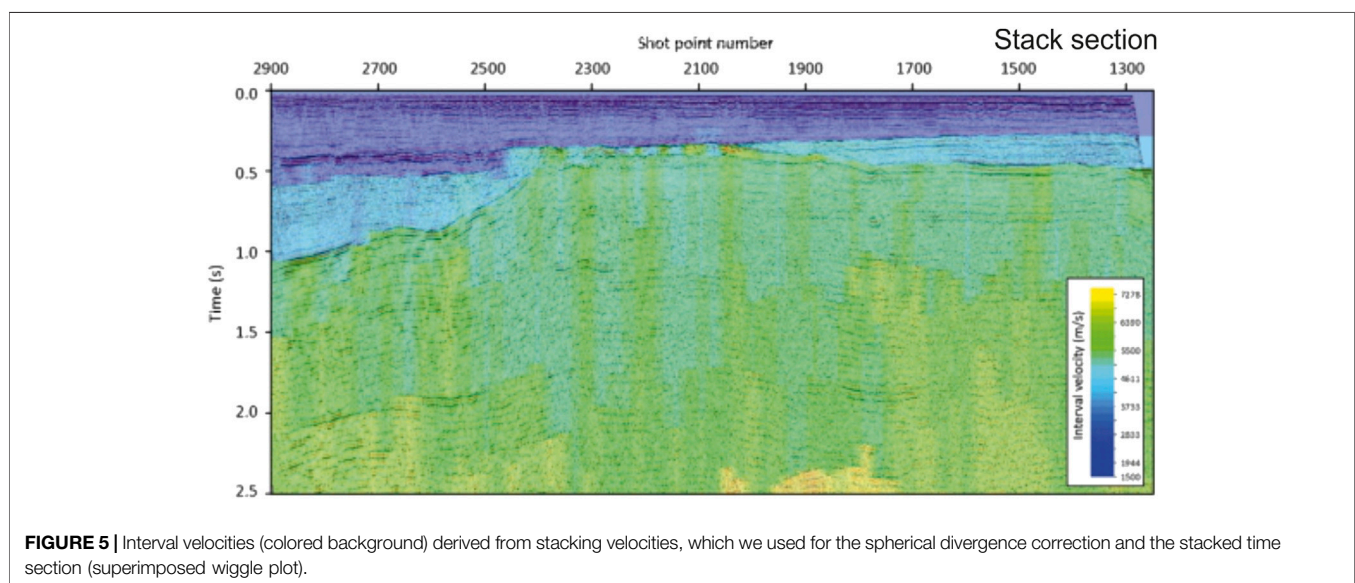 Shot point number
Stack section
2900 2700 2500 2300 2100 1900 1700 1500 1300
0.0
0.5
1.0
1.5
2.0
2.5
Time (s)
Interval velocity (m/s)
7278
6390
5500
4611
3733
2833
1944
1500
FIGURE 5 | Interval velocities (colored background) derived from stacking velocities, which we used for the spherical divergence correction and the stacked time
section (superimposed wiggle plot).